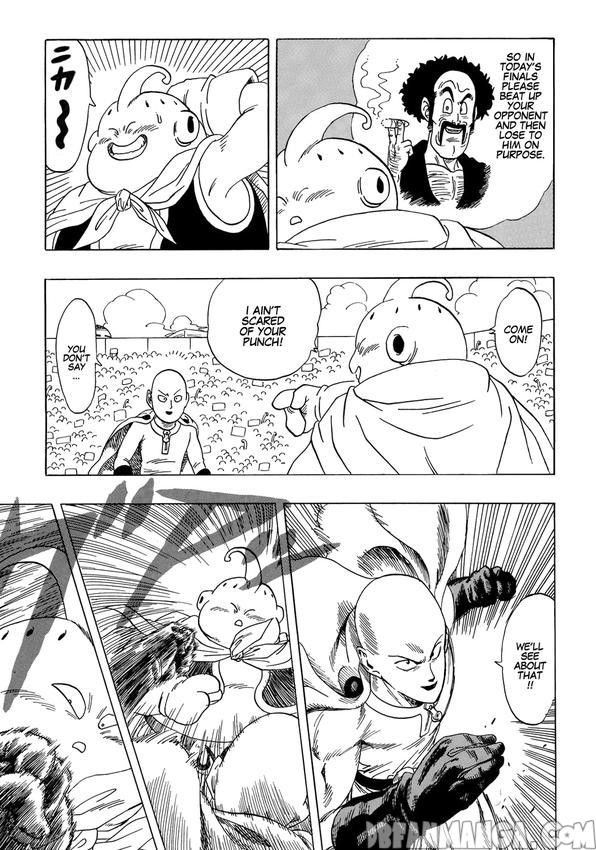 SO IN
TODAY'S
FINALS
PLEASE
BEAT UP
YOUR
OPPONENT
AND THEN
LOSE TO
HIM ON
PURPOSE.
ニカ〜
COME
ON!
I AIN'T
SCARED
OF YOUR
PUNCH!
YOU
DON'T
SAY
...
WE'LL
SEE
ABOUT
THAT
!!
DBFANMANGA.COM